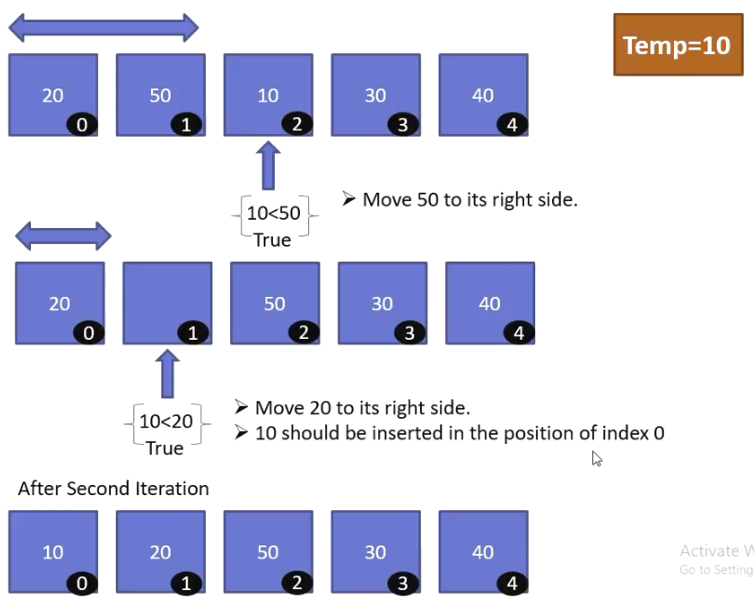 Temp=10
20 50 10 30 40
0 1 2 3 4
10<50
True
➢ Move 50 to its right side.
20 50 30 40
0 1 2 3 4
10<20
True
➢ Move 20 to its right side.
➢ 10 should be inserted in the position of index 0
After Second Iteration
10 20 50 30 40
0 1 2 3 4
Activate W
Go to Setting